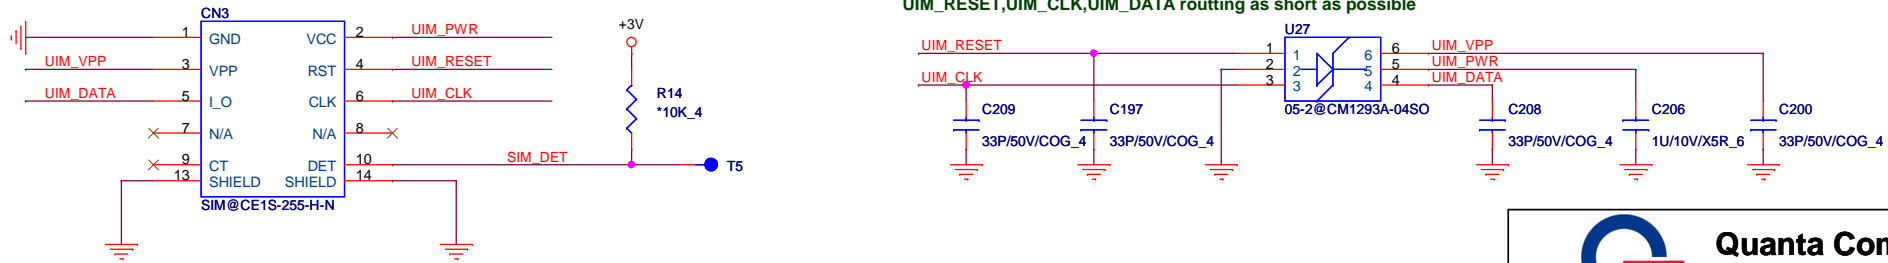 UIM_RESET,UIM_CLK,UIM_DATA routting as short as possible
CN3
1 GND VCC 2 UIM_PWR
UIM_VPP 3 VPP RST 4 UIM_RESET
UIM_DATA 5 I_O CLK 6 UIM_CLK
7 N/A N/A 8
9 CT DET 10 SIM_DET T5
13 SHIELD SHIELD 14
SIM@CE1S-255-H-N
+3V
R14
*10K_4
U27
UIM_RESET 1 1 6 6 UIM_VPP
2 2 5 5 UIM_PWR
UIM_CLK 3 3 4 4 UIM_DATA
05-2@CM1293A-04SO
C209 C197 C208 C206 C200
33P/50V/COG_4 33P/50V/COG_4 33P/50V/COG_4 1U/10V/X5R_6 33P/50V/COG_4
Quanta Con